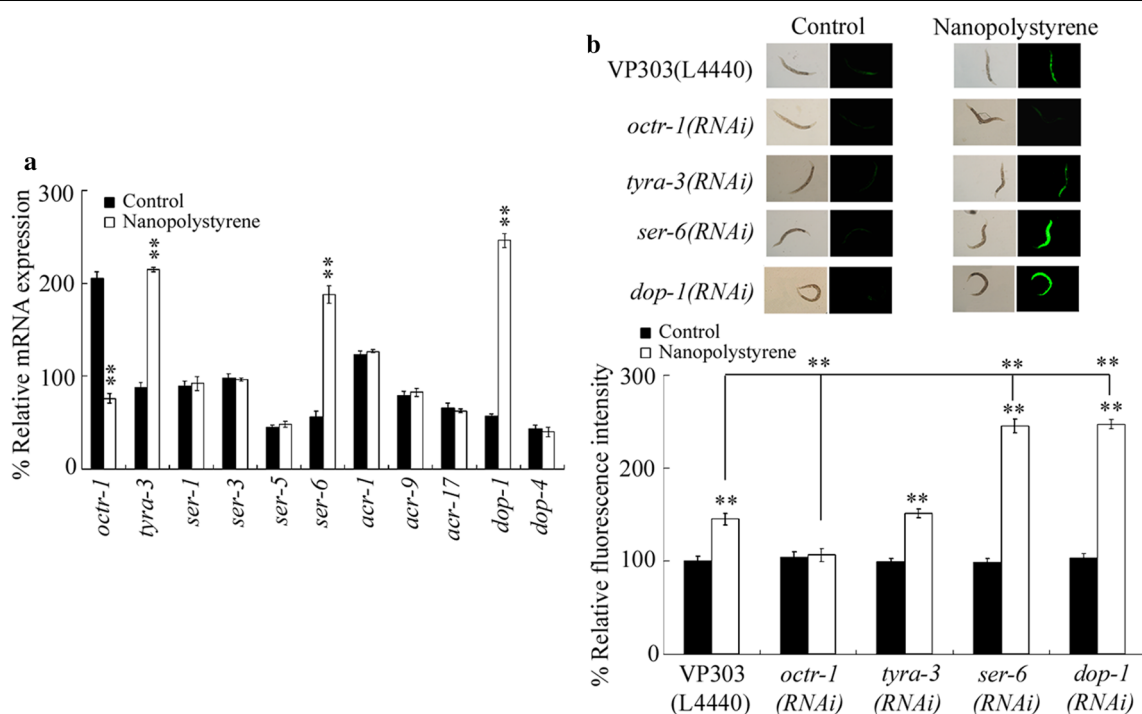 a
% Relative mRNA expression
300
200
100
0
Control
Nanopolystyrene
**
**
**
**
octr-1
tyra-3
ser-1
ser-3
ser-5
ser-6
acr-1
acr-9
acr-17
dop-1
dop-4
b
Control Nanopolystyrene
VP303(L4440)
octr-1(RNAi)
tyra-3(RNAi)
ser-6(RNAi)
dop-1(RNAi)
Control
Nanopolystyrene
% Relative fluorescence intensity
300
200
100
0
** ** **
** ** ** **
VP303 octr-1 tyra-3 ser-6 dop-1
(L4440) (RNAi) (RNAi) (RNAi) (RNAi)